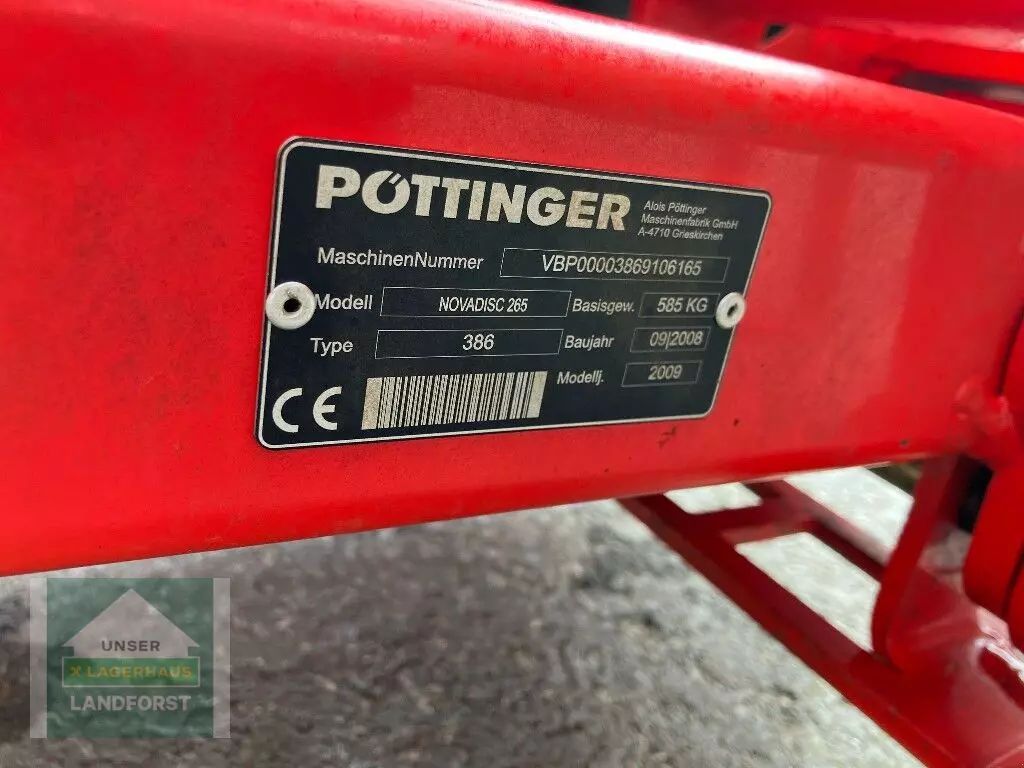 PÖTTINGER
Alois Pöttinger
Maschinenfabrik GmbH
A-4710 Grieskirchen
MaschinenNummer VBP00003869106165
Modell NOVADISC 265 Basisgew. 585 KG
Type 386 Baujahr 09|2008
Modellj. 2009
CE
UNSER
X LAGERHAUS
LANDFORST